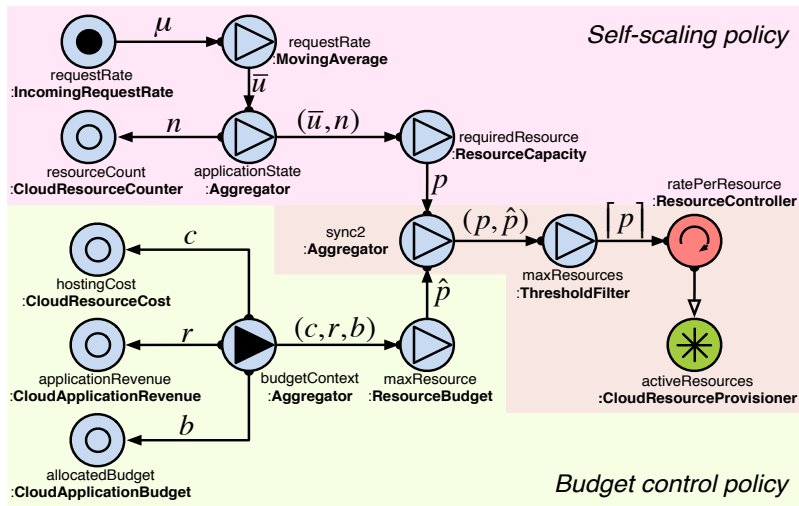 Self-scaling policy
μ
requestRate
:IncomingRequestRate
requestRate
:MovingAverage
u̅
n
resourceCount
:CloudResourceCounter
applicationState
:Aggregator
(u̅, n)
requiredResource
:ResourceCapacity
p
sync2
:Aggregator
(p, p̂)
maxResources
:ThresholdFilter
⌈p⌉
ratePerResource
:ResourceController
activeResources
:CloudResourceProvisioner
c
hostingCost
:CloudResourceCost
r
applicationRevenue
:CloudApplicationRevenue
b
allocatedBudget
:CloudApplicationBudget
budgetContext
:Aggregator
(c, r, b)
p̂
maxResource
:ResourceBudget
Budget control policy